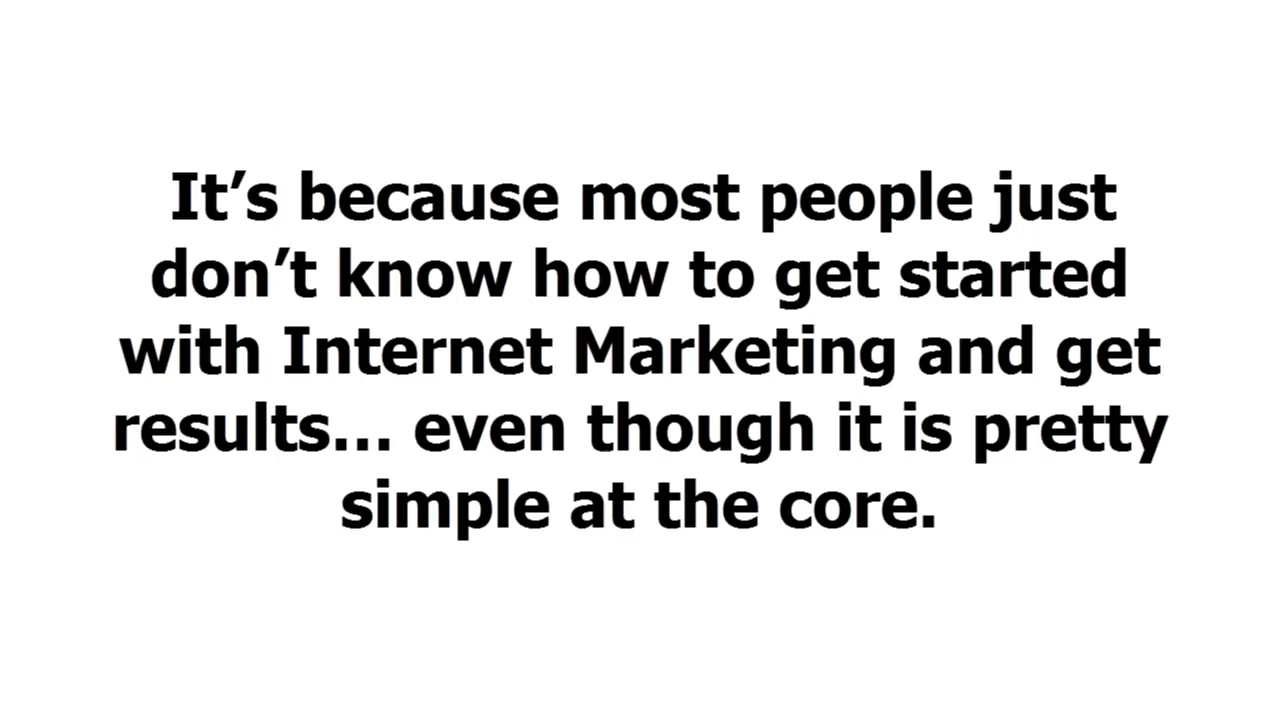 It’s because most people just
don’t know how to get started
with Internet Marketing and get
results... even though it is pretty
simple at the core.